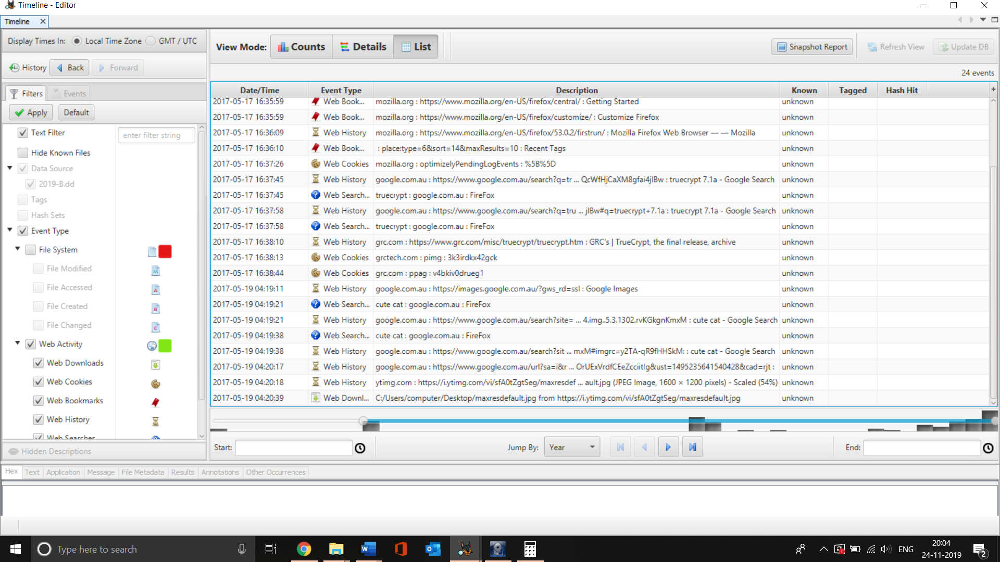 Timeline - Editor
Timeline
Display Times In: Local Time Zone GMT / UTC
History Back Forward
Filters Events
Apply Default
Text Filter enter filter string
Hide Known Files
Data Source
2019-B.dd
Tags
Hash Sets
Event Type
File System
File Modified
File Accessed
File Created
File Changed
Web Activity
Web Downloads
Web Cookies
Web Bookmarks
Web History
Web Searches
Hidden Descriptions
View Mode: Counts Details List Snapshot Report Refresh View Update DB
24 events
Date/Time Event Type Description Known Tagged Hash Hit
2017-05-17 16:35:59 Web Book... mozilla.org : https://www.mozilla.org/en-US/firefox/central/ : Getting Started unknown
2017-05-17 16:35:59 Web Book... mozilla.org : https://www.mozilla.org/en-US/firefox/customize/ : Customize Firefox unknown
2017-05-17 16:36:09 Web History mozilla.org : https://www.mozilla.org/en-US/firefox/53.0.2/firstrun/ : Mozilla Firefox Web Browser — — Mozilla unknown
2017-05-17 16:36:10 Web Book... : place:type=6&sort=14&maxResults=10 : Recent Tags unknown
2017-05-17 16:37:26 Web Cookies mozilla.org : optimizelyPendingLogEvents : %5B%5D unknown
2017-05-17 16:37:45 Web History google.com.au : https://www.google.com.au/search?q=tr ... QcWfHjCaXM8gfai4jIBw : truecrypt 7.1a - Google Search unknown
2017-05-17 16:37:45 Web Search... truecrypt : google.com.au : FireFox unknown
2017-05-17 16:37:58 Web History google.com.au : https://www.google.com.au/search?q=tru ... jIBw#q=truecrypt+7.1a : truecrypt 7.1a - Google Search unknown
2017-05-17 16:37:58 Web Search... truecrypt : google.com.au : FireFox unknown
2017-05-17 16:38:10 Web History grc.com : https://www.grc.com/misc/truecrypt/truecrypt.htm : GRC's | TrueCrypt, the final release, archive unknown
2017-05-17 16:38:13 Web Cookies grctech.com : pimg : 3k3irdkx42gck unknown
2017-05-17 16:38:44 Web Cookies grc.com : ppag : v4bkiv0drueg1 unknown
2017-05-19 04:19:11 Web History google.com.au : https://images.google.com.au/?gws_rd=ssl : Google Images unknown
2017-05-19 04:19:21 Web Search... cute cat : google.com.au : FireFox unknown
2017-05-19 04:19:21 Web History google.com.au : https://www.google.com.au/search?site= ... 4.img..5.3.1302.rvKGkgnKmxM : cute cat - Google Search unknown
2017-05-19 04:19:38 Web Search... cute cat : google.com.au : FireFox unknown
2017-05-19 04:19:38 Web History google.com.au : https://www.google.com.au/search?sit ... mxM#imgrc=y2TA-qR9fHHSkM: : cute cat - Google Search unknown
2017-05-19 04:20:17 Web History google.com.au : https://www.google.com.au/url?sa=i&r ... OrUExVrdfCEeZcciitIg&ust=1495235641540428&cad=rjt : unknown
2017-05-19 04:20:18 Web History ytimg.com : https://i.ytimg.com/vi/sfA0tZgtSeg/maxresdef ... ault.jpg (JPEG Image, 1600 × 1200 pixels) - Scaled (54%) unknown
2017-05-19 04:20:39 Web Downl... C:/Users/computer/Desktop/maxresdefault.jpg from https://i.ytimg.com/vi/sfA0tZgtSeg/maxresdefault.jpg unknown
Start: Jump By: Year End:
Hex Text Application Message File Metadata Results Annotations Other Occurrences
Type here to search
ENG
20:04
24-11-2019
2